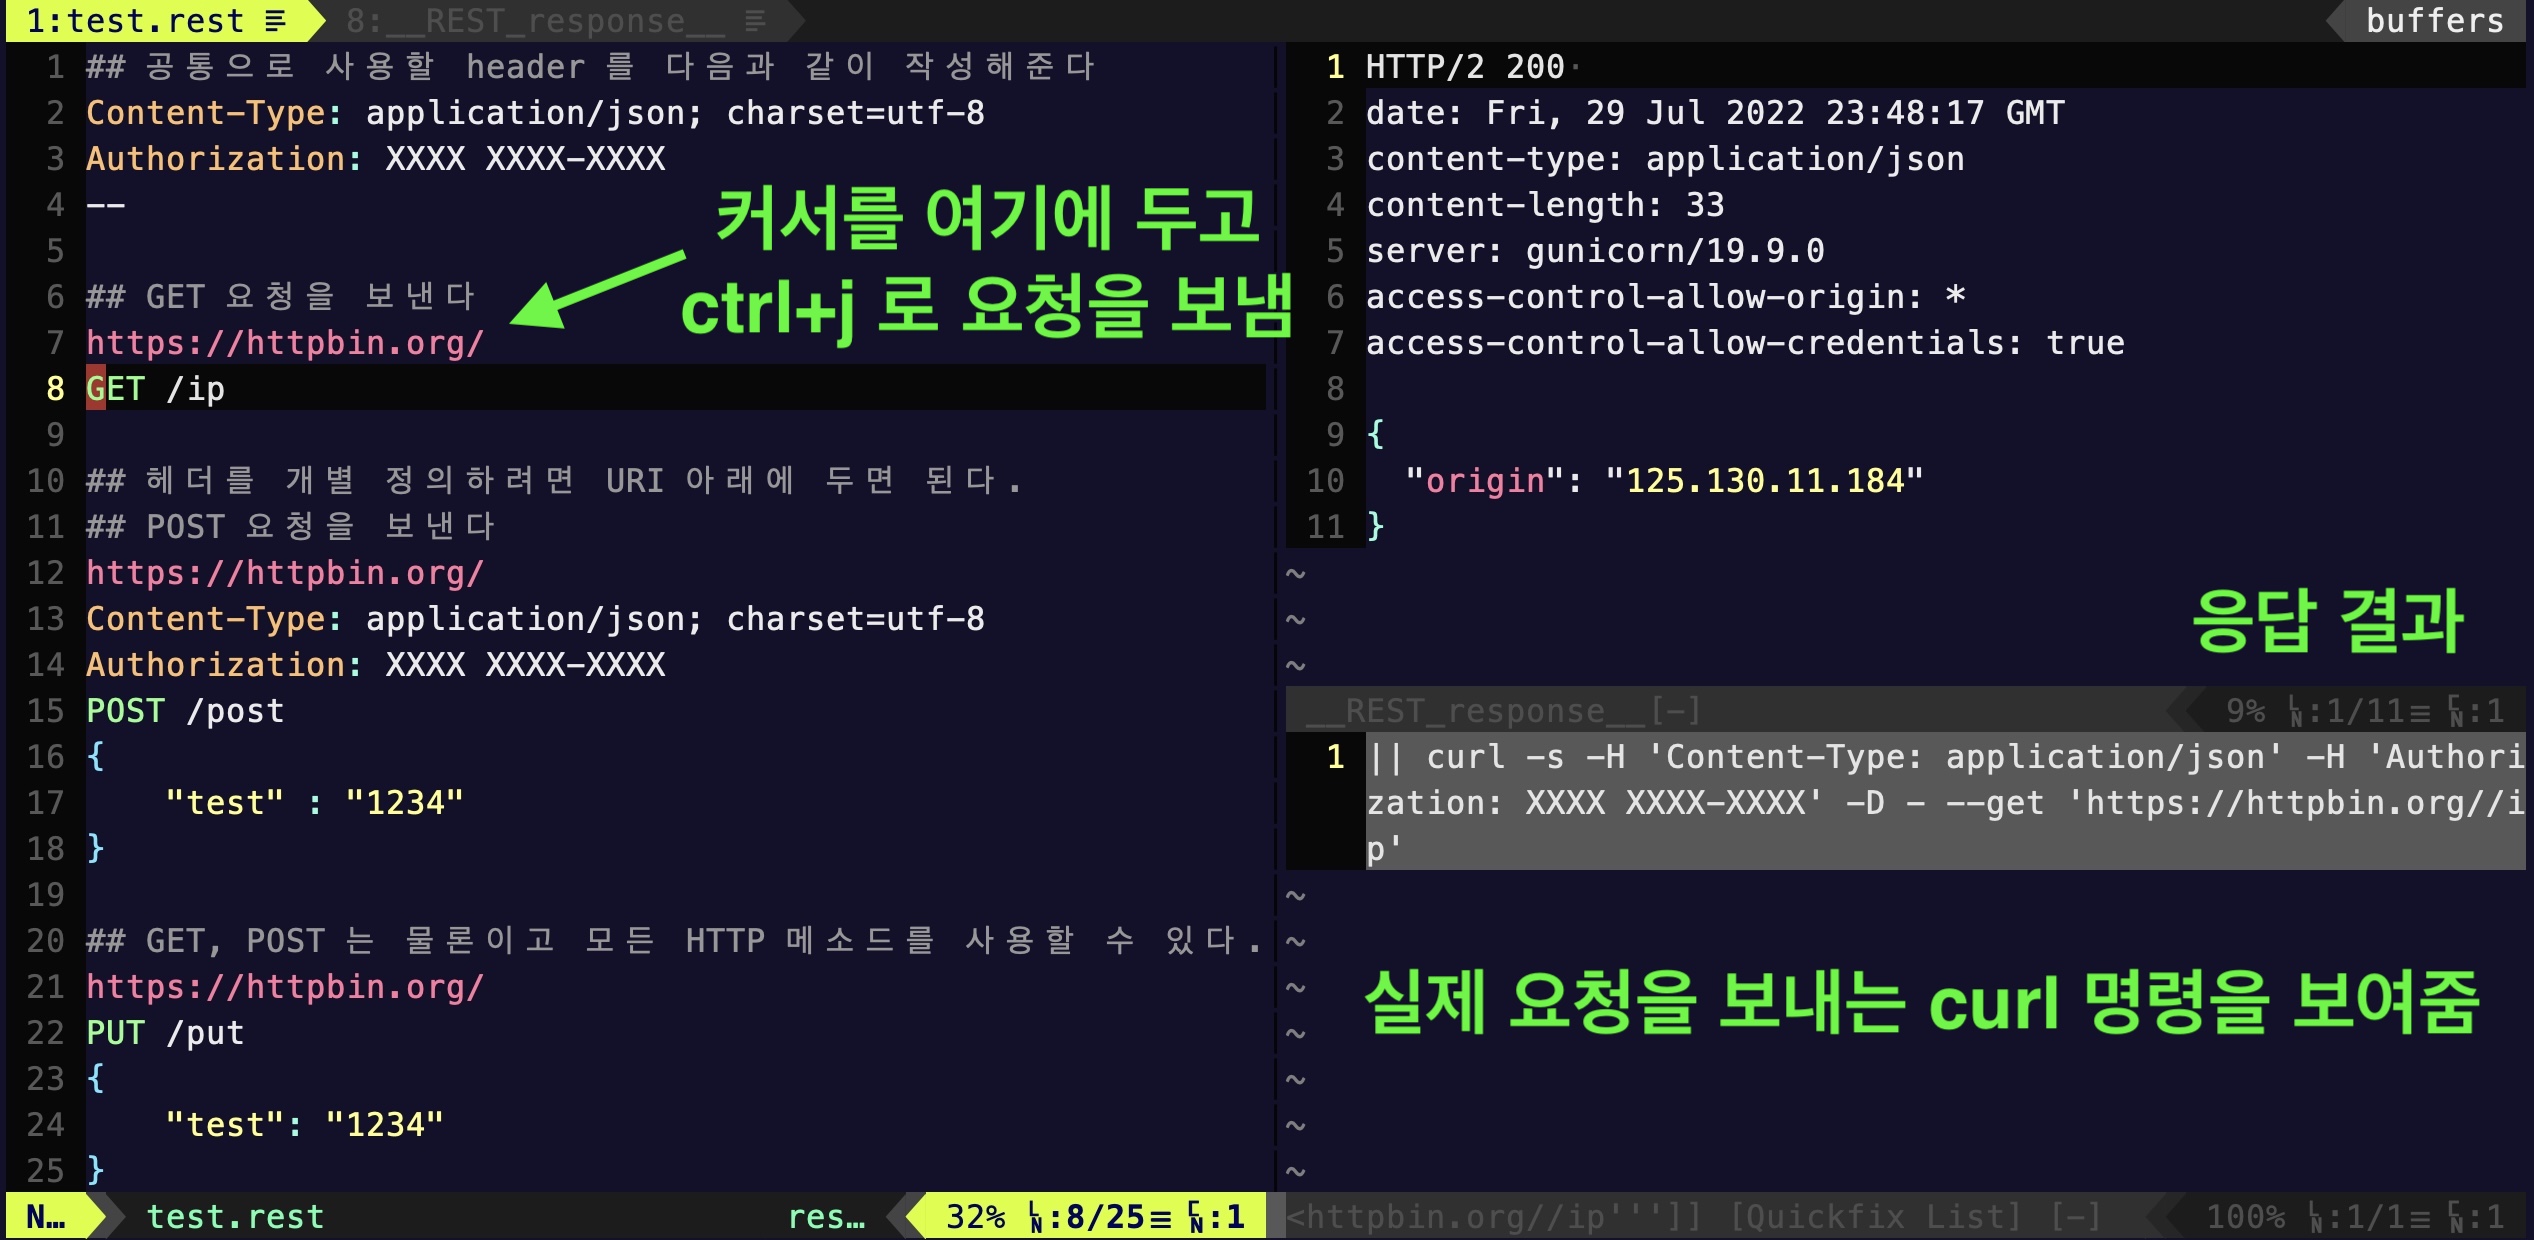 1:test.rest
8:__REST_response__
buffers
1 ## 공통으로 사용할 header 를 다음과 같이 작성해준다
2 Content-Type: application/json; charset=utf-8
3 Authorization: XXXX XXXX-XXXX
4 --
5
6 ## GET 요청을 보낸다
7 https://httpbin.org/
8 GET /ip
9
10 ## 헤더를 개별 정의하려면 URI 아래에 두면 된다.
11 ## POST 요청을 보낸다
12 https://httpbin.org/
13 Content-Type: application/json; charset=utf-8
14 Authorization: XXXX XXXX-XXXX
15 POST /post
16 {
17     "test" : "1234"
18 }
19
20 ## GET, POST 는 물론이고 모든 HTTP 메소드를 사용할 수 있다.
21 https://httpbin.org/
22 PUT /put
23 {
24     "test": "1234"
25 }
커서를 여기에 두고
ctrl+j 로 요청을 보냄
N… test.rest res… 32% LN:8/25≡ CN:1
1 HTTP/2 200·
2 date: Fri, 29 Jul 2022 23:48:17 GMT
3 content-type: application/json
4 content-length: 33
5 server: gunicorn/19.9.0
6 access-control-allow-origin: *
7 access-control-allow-credentials: true
8
9 {
10   "origin": "125.130.11.184"
11 }
~
~
~
응답 결과
__REST_response__[-] 9% LN:1/11≡ CN:1
1 || curl -s -H 'Content-Type: application/json' -H 'Authori
zation: XXXX XXXX-XXXX' -D - --get 'https://httpbin.org//i
p'
~
~
~
~
~
~
~
실제 요청을 보내는 curl 명령을 보여줌
<httpbin.org//ip''']] [Quickfix List] [-] 100% LN:1/1≡ CN:1